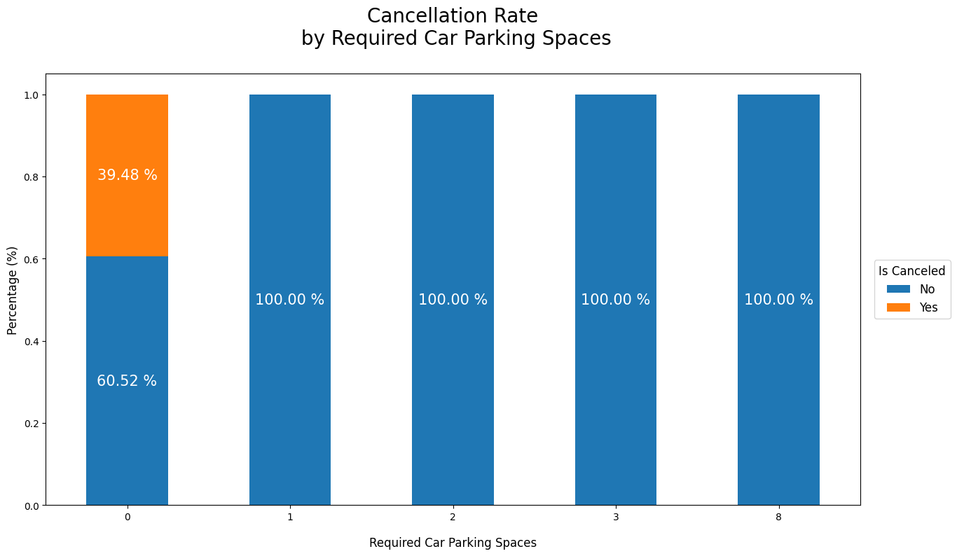 Cancellation Rate
by Required Car Parking Spaces
Percentage (%)
1.0
0.8
0.6
0.4
0.2
0.0
39.48 %
60.52 %
100.00 %
100.00 %
100.00 %
100.00 %
0
1
2
3
8
Required Car Parking Spaces
Is Canceled
No
Yes